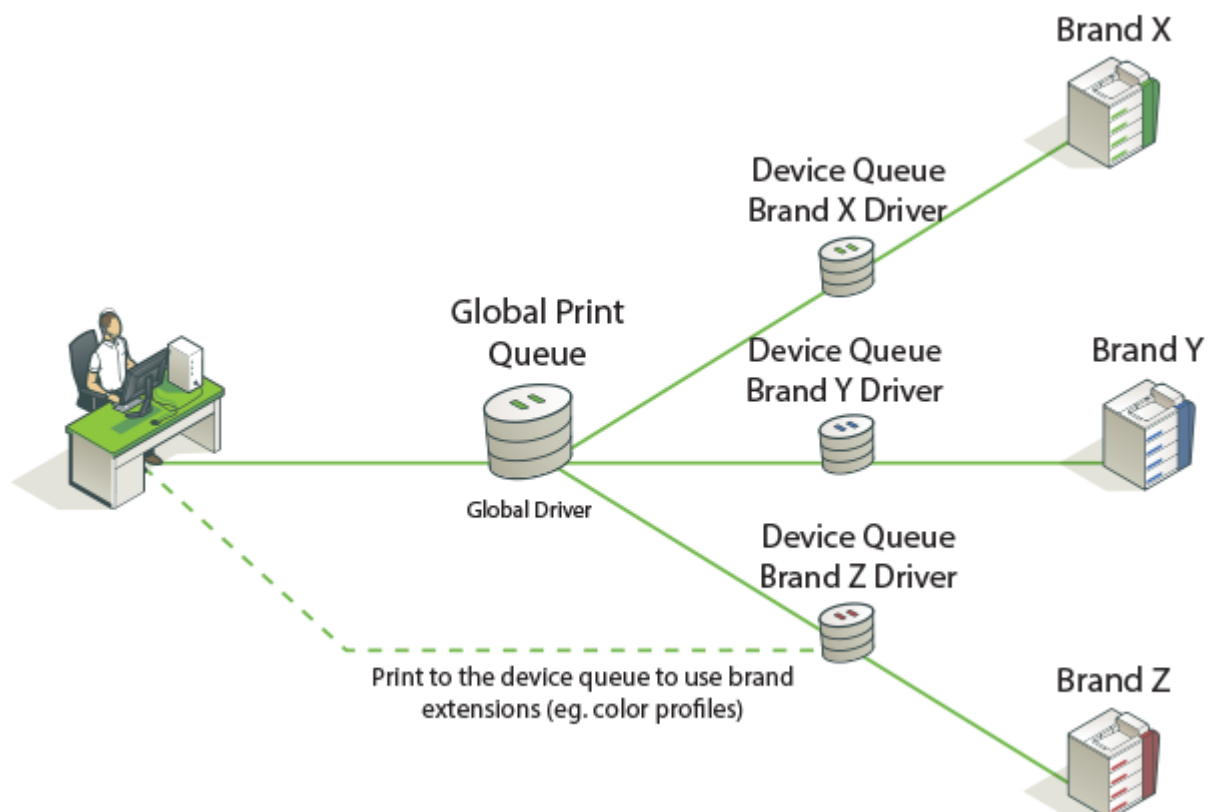 Brand X
Device Queue
Brand X Driver
Global Print
Queue
Global Driver
Device Queue
Brand Y Driver
Brand Y
Device Queue
Brand Z Driver
Print to the device queue to use brand
extensions (eg. color profiles)
Brand Z